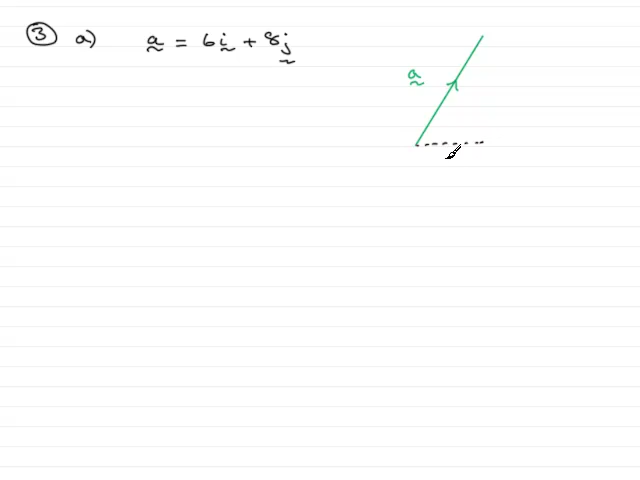 ③ a) a = 6i + 8j
a